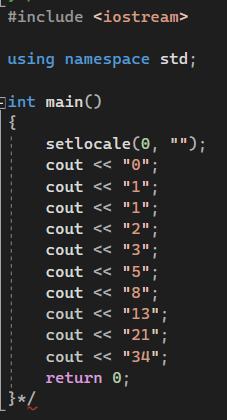 #include <iostream>
using namespace std;
int main()
{
setlocale(0, "");
cout << "0";
cout << "1";
cout << "1";
cout << "2";
cout << "3";
cout << "5";
cout << "8";
cout << "13";
cout << "21";
cout << "34";
return 0;
}*/